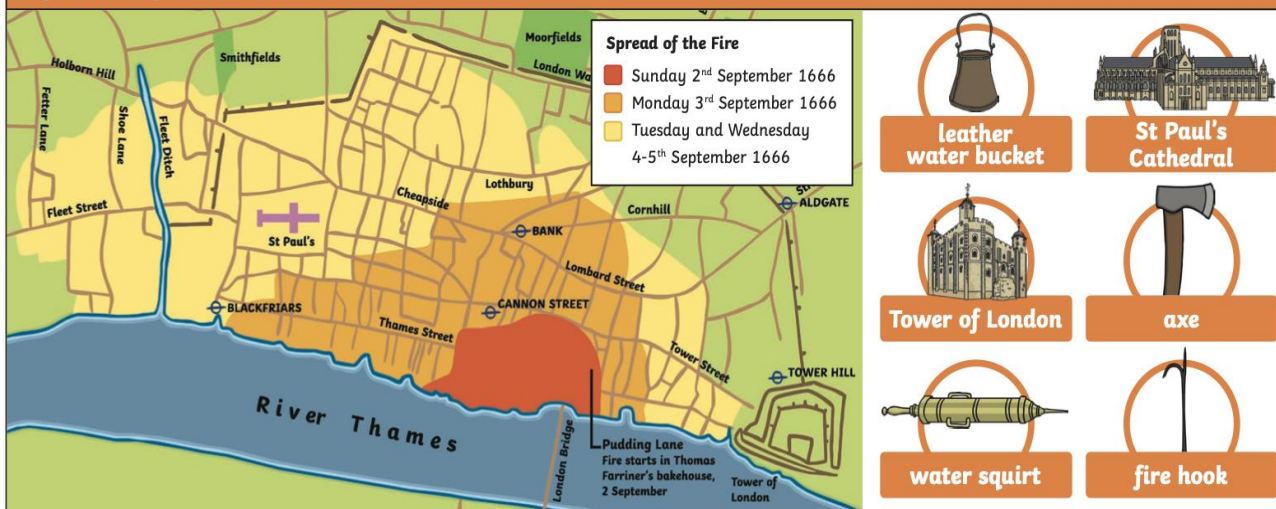 Moorfields
Smithfields
London Wa
Holborn Hill
Fetter Lane
Shoe Lane
Fleet Ditch
Fleet Street
St Paul's
Cheapside
Lothbury
Cornhill
ALDGATE
BANK
Lombard Street
BLACKFRIARS
CANNON STREET
Thames Street
Tower Street
TOWER HILL
River Thames
London Bridge
Pudding Lane
Fire starts in Thomas
Farriner's bakehouse,
2 September
Tower of
London
Spread of the Fire
Sunday 2nd September 1666
Monday 3rd September 1666
Tuesday and Wednesday
4-5th September 1666
leather
water bucket
St Paul's
Cathedral
Tower of London
axe
water squirt
fire hook